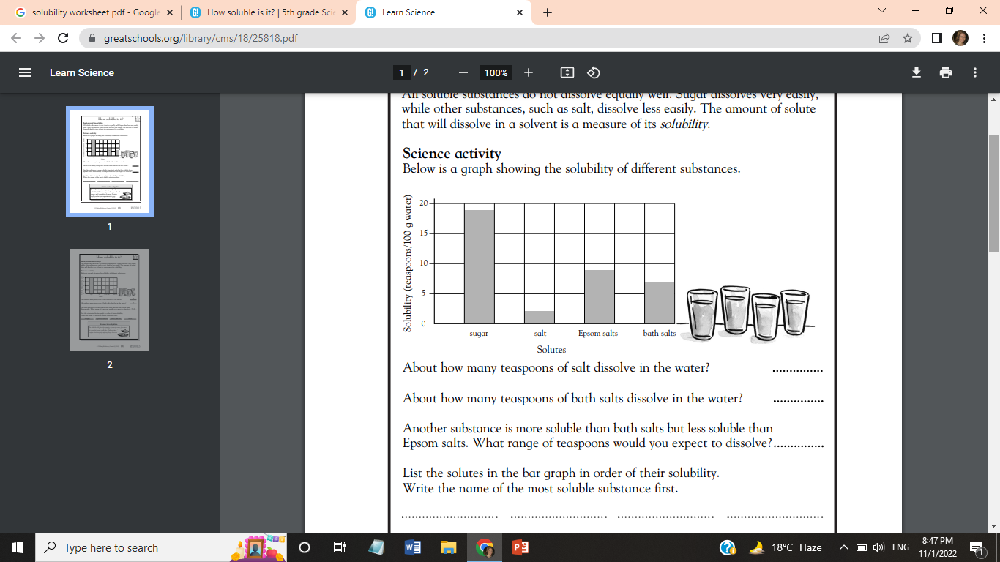 solubility worksheet pdf - Google
How soluble is it? | 5th grade Scie
Learn Science
greatschools.org/library/cms/18/25818.pdf
Learn Science
1 / 2
100%
1
2
All soluble substances do not dissolve equally well. Sugar dissolves very easily,
while other substances, such as salt, dissolve less easily. The amount of solute
that will dissolve in a solvent is a measure of its solubility.
Science activity
Below is a graph showing the solubility of different substances.
Solubility (teaspoons/100 g water)
20
15
10
5
0
sugar salt Epsom salts bath salts
Solutes
About how many teaspoons of salt dissolve in the water? ...............
About how many teaspoons of bath salts dissolve in the water? ...............
Another substance is more soluble than bath salts but less soluble than
Epsom salts. What range of teaspoons would you expect to dissolve? ...............
List the solutes in the bar graph in order of their solubility.
Write the name of the most soluble substance first.
............................ ............................ ............................ ............................
Type here to search
18°C Haze
ENG
8:47 PM
11/1/2022
1